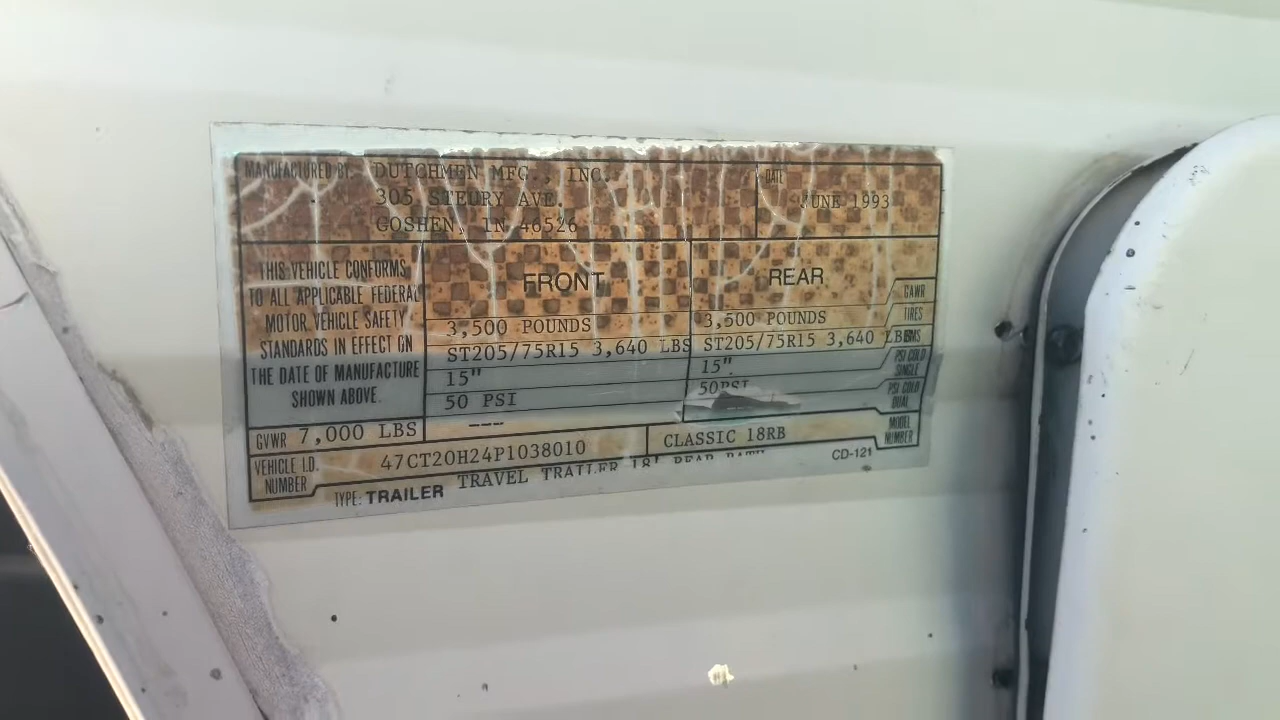 MANUFACTURED BY: DUTCHMEN MFG., INC.
305 STEURY AVE.
GOSHEN, IN 46526
DATE
JUNE 1993
THIS VEHICLE CONFORMS
TO ALL APPLICABLE FEDERAL
MOTOR VEHICLE SAFETY
STANDARDS IN EFFECT ON
THE DATE OF MANUFACTURE
SHOWN ABOVE.
FRONT REAR
3,500 POUNDS 3,500 POUNDS GAWR
ST205/75R15 3,640 LBS ST205/75R15 3,640 LBS TIRES
15" 15" RIMS
50 PSI 50PSI PSI COLD SINGLE
--- PSI COLD DUAL
GVWR 7,000 LBS
VEHICLE I.D. NUMBER 47CT20H24P1038010
CLASSIC 18RB MODEL NUMBER
TYPE: TRAILER TRAVEL TRAILER 18' REAR BATH
CD-121